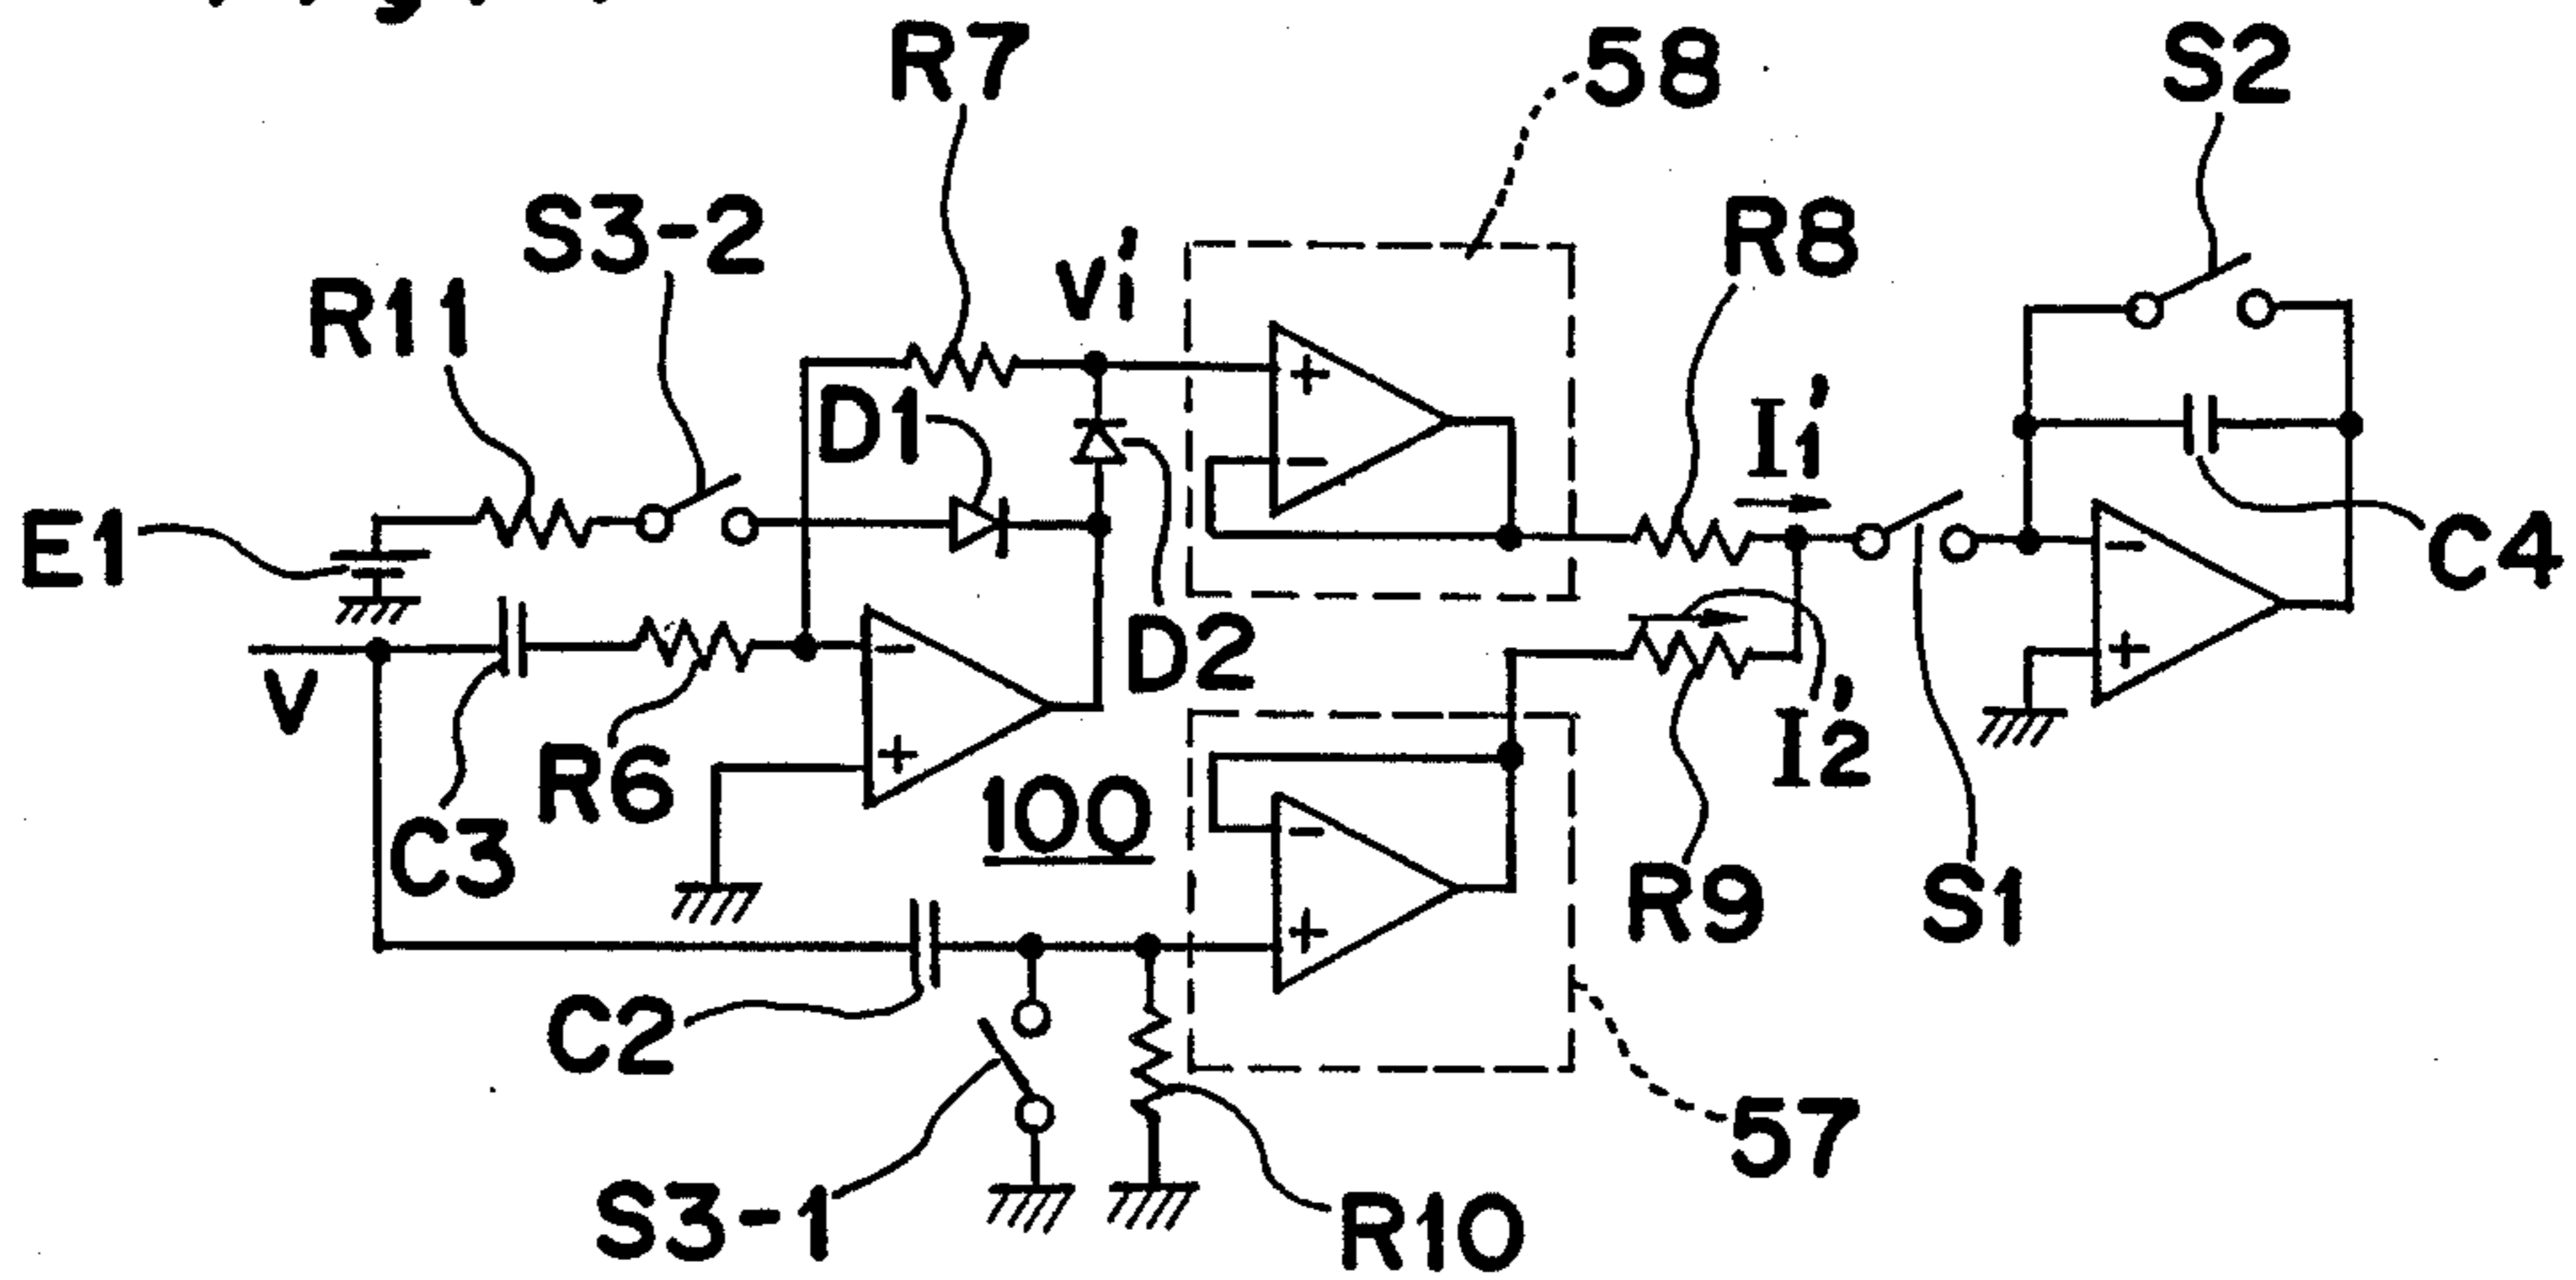 R7
58
S2
S3-2
Vi'
R8
R11
D1
I1'
E1
C4
V
D2
I2'
R6
100
C3
R9
S1
C2
57
S3-1
R10
+
-
-
+
-
+
-
+